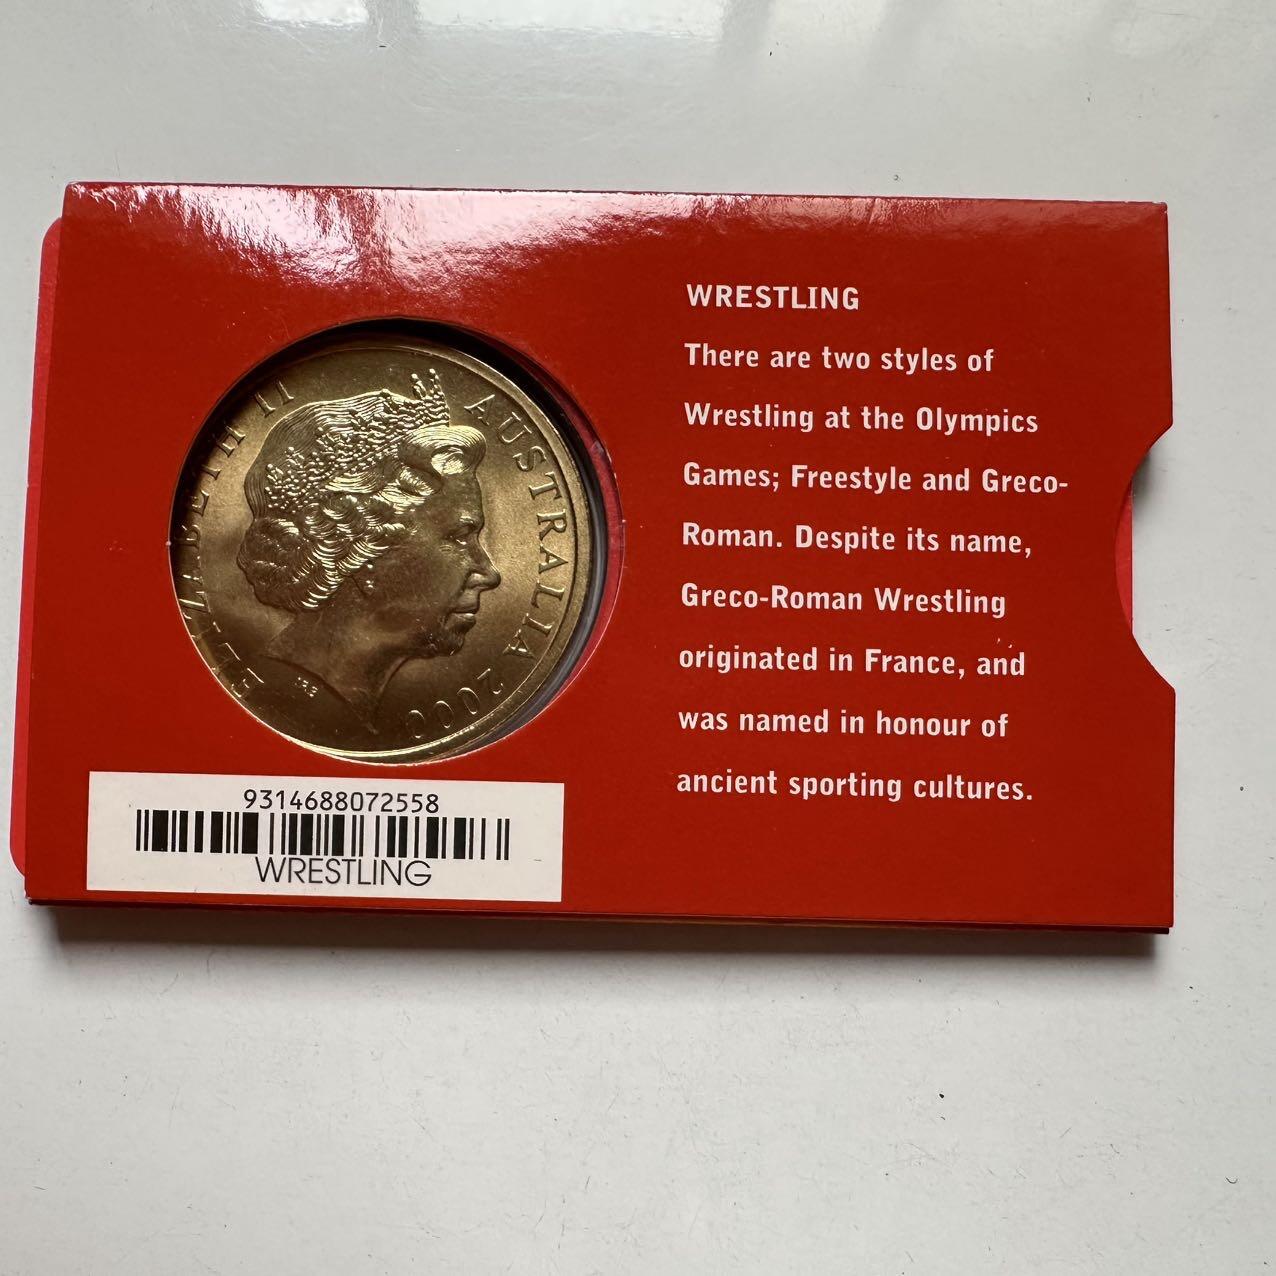 ELIZABETH II
AUSTRALIA 2000
IRB
WRESTLING
There are two styles of
Wrestling at the Olympics
Games; Freestyle and Greco-
Roman. Despite its name,
Greco-Roman Wrestling
originated in France, and
was named in honour of
ancient sporting cultures.
9314688072558
WRESTLING